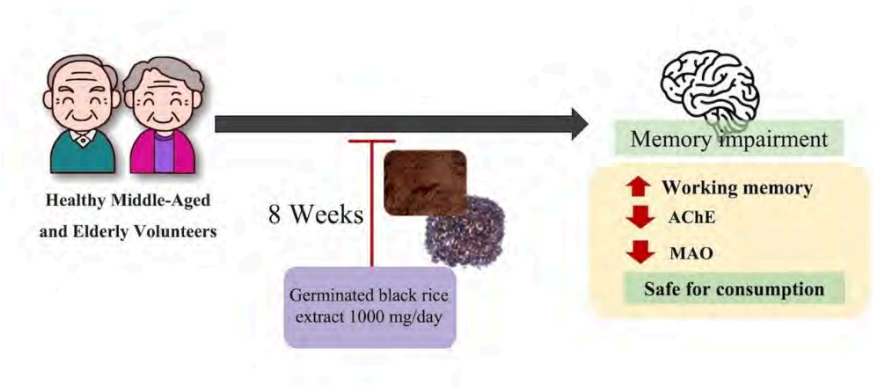 Healthy Middle-Aged
and Elderly Volunteers
8 Weeks
Germinated black rice
extract 1000 mg/day
Memory impairment
Working memory
AChE
MAO
Safe for consumption